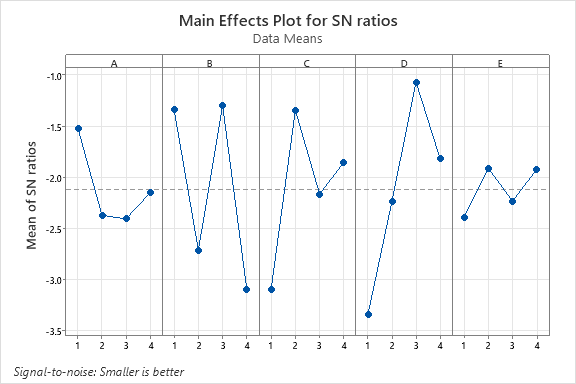 Main Effects Plot for SN ratios
Data Means
A B C D E
Mean of SN ratios
-1.0
-1.5
-2.0
-2.5
-3.0
-3.5
1 2 3 4 1 2 3 4 1 2 3 4 1 2 3 4 1 2 3 4
Signal-to-noise: Smaller is better